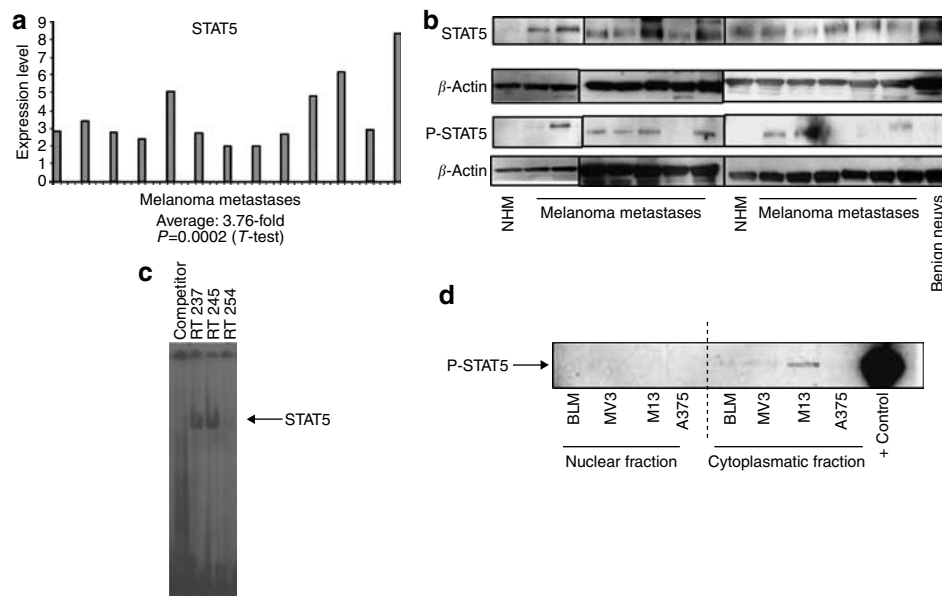 a
STAT5
Expression level
9
8
7
6
5
4
3
2
1
0
Melanoma metastases
Average: 3.76-fold
P=0.0002 (T-test)
b
STAT5
β-Actin
P-STAT5
β-Actin
NHM
Melanoma metastases
NHM
Melanoma metastases
Benign neuvs
c
Competitor
RT 237
RT 245
RT 254
STAT5
d
P-STAT5
BLM
MV3
M13
A375
BLM
MV3
M13
A375
+ Control
Nuclear fraction
Cytoplasmatic fraction